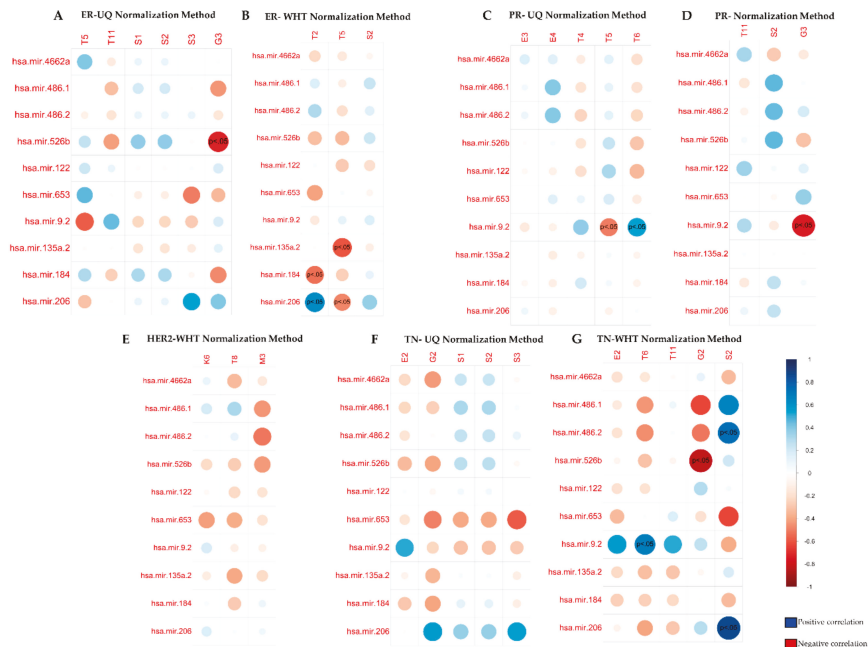 A ER-UQ Normalization Method
T5 T11 S1 S2 S3 G3
hsa.mir.4662a
hsa.mir.486.1
hsa.mir.486.2
hsa.mir.526b p<.05
hsa.mir.122
hsa.mir.653
hsa.mir.9.2
hsa.mir.135a.2
hsa.mir.184
hsa.mir.206
B ER- WHT Normalization Method
T2 T5 S2
hsa.mir.4662a
hsa.mir.486.1
hsa.mir.486.2
hsa.mir.526b
hsa.mir.122
hsa.mir.653
hsa.mir.9.2
hsa.mir.135a.2 p<.05
hsa.mir.184 p<.05
hsa.mir.206 p<.05 p<.05
C PR- UQ Normalization Method
E3 E4 T4 T5 T6
hsa.mir.4662a
hsa.mir.486.1
hsa.mir.486.2
hsa.mir.526b
hsa.mir.122
hsa.mir.653
hsa.mir.9.2 p<.05 p<.05
hsa.mir.135a.2
hsa.mir.184
hsa.mir.206
D PR- Normalization Method
T11 S2 G3
hsa.mir.4662a
hsa.mir.486.1
hsa.mir.486.2
hsa.mir.526b
hsa.mir.122
hsa.mir.653
hsa.mir.9.2 p<.05
hsa.mir.135a.2
hsa.mir.184
hsa.mir.206
E HER2-WHT Normalization Method
K6 T8 M3
hsa.mir.4662a
hsa.mir.486.1
hsa.mir.486.2
hsa.mir.526b
hsa.mir.122
hsa.mir.653
hsa.mir.9.2
hsa.mir.135a.2
hsa.mir.184
hsa.mir.206
F TN- UQ Normalization Method
E2 G2 S1 S2 S3
hsa.mir.4662a
hsa.mir.486.1
hsa.mir.486.2
hsa.mir.526b
hsa.mir.122
hsa.mir.653
hsa.mir.9.2
hsa.mir.135a.2
hsa.mir.184
hsa.mir.206
G TN-WHT Normalization Method
E2 T6 T11 G2 S2
hsa.mir.4662a
hsa.mir.486.1
hsa.mir.486.2 p<.05
hsa.mir.526b p<.05
hsa.mir.122
hsa.mir.653
hsa.mir.9.2 p<.05
hsa.mir.135a.2
hsa.mir.184
hsa.mir.206 p<.05
1
0.8
0.6
0.4
0.2
0
-0.2
-0.4
-0.6
-0.8
-1
Positive correlation
Negative correlation